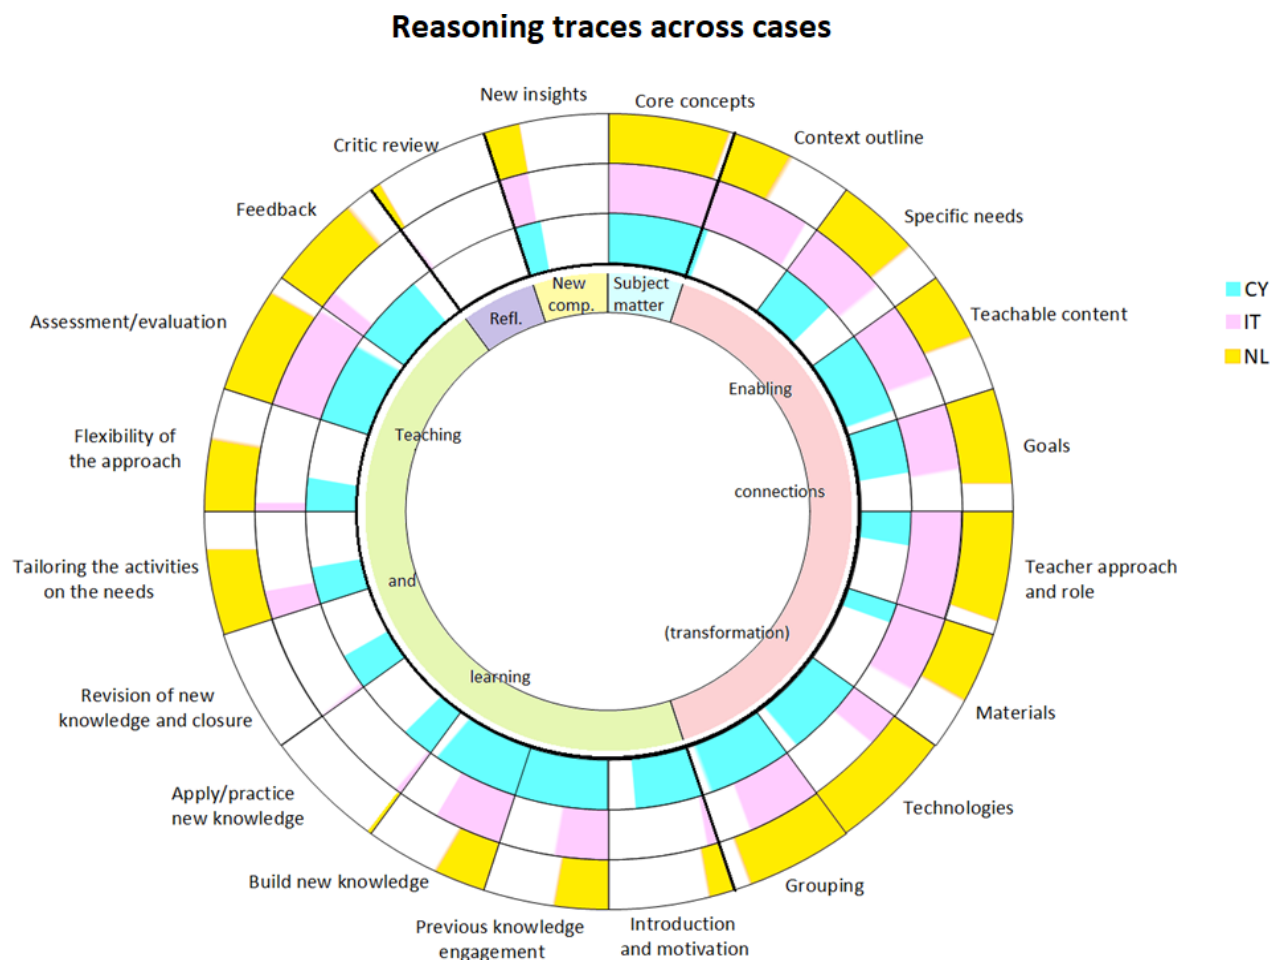 Reasoning traces across cases
New insights
Core concepts
Critic review
Context outline
Feedback
Specific needs
New
comp.
Subject
matter
CY
Refl.
Teachable content
IT
Assessment/evaluation
NL
Enabling
Teaching
Flexibility of
the approach
Goals
connections
Tailoring the activities
on the needs
and
Teacher approach
and role
(transformation)
learning
Revision of new
knowledge and closure
Materials
Apply/practice
new knowledge
Technologies
Build new knowledge
Grouping
Previous knowledge
engagement
Introduction
and motivation